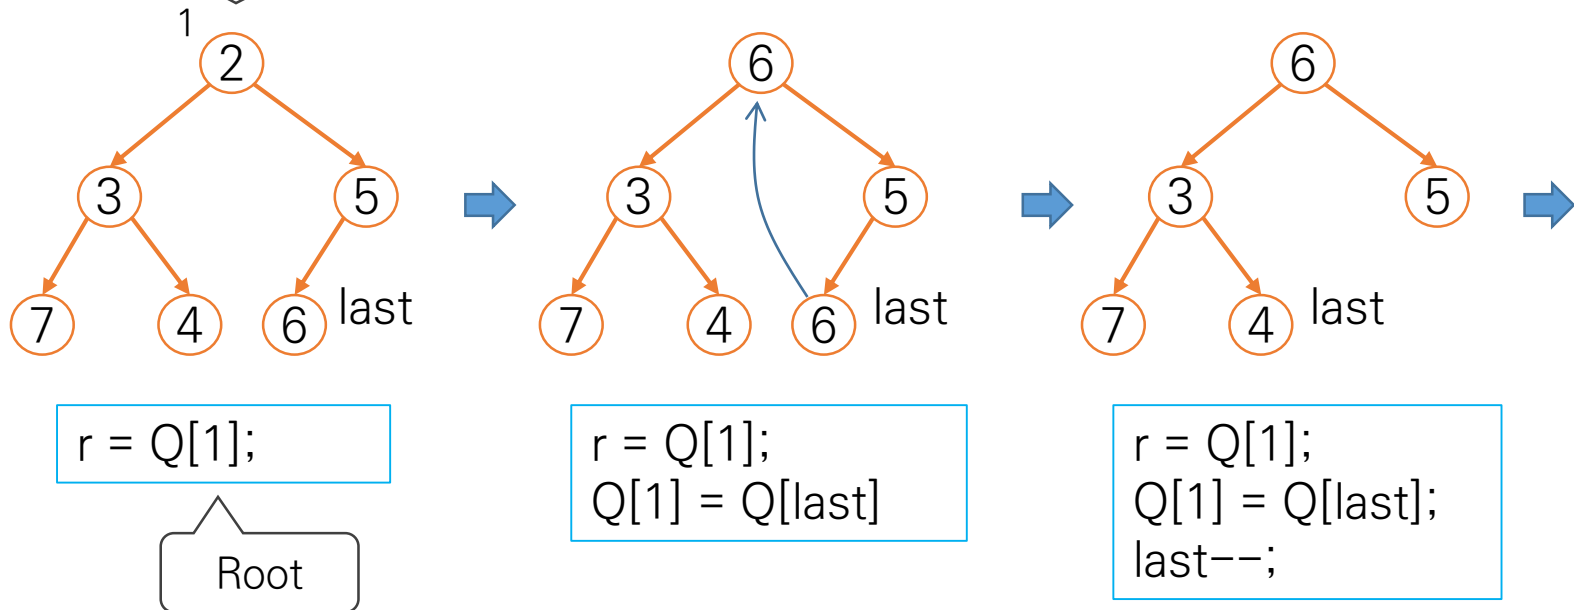 1
2
3
5
7
4
6
last
r = Q[1];
Root
6
3
5
7
4
6
last
r = Q[1];
Q[1] = Q[last]
6
3
5
7
4
last
r = Q[1];
Q[1] = Q[last];
last--;